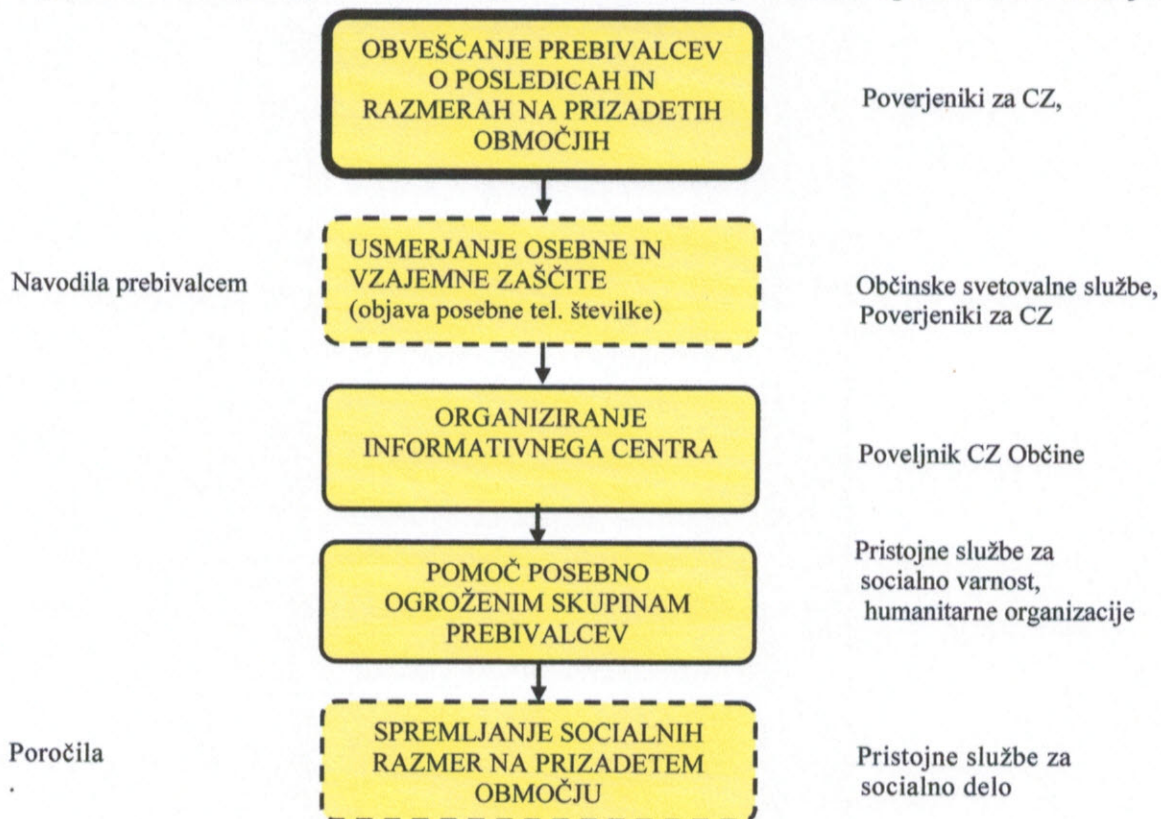 OBVEŠČANJE PREBIVALCEV
O POSLEDICAH IN
RAZMERAH NA PRIZADETIH
OBMOČJIH
Poverjeniki za CZ,
Navodila prebivalcem
USMERJANJE OSEBNE IN
VZAJEMNE ZAŠČITE
(objava posebne tel. številke)
Občinske svetovalne službe,
Poverjeniki za CZ
ORGANIZIRANJE
INFORMATIVNEGA CENTRA
Poveljnik CZ Občine
POMOČ POSEBNO
OGROŽENIM SKUPINAM
PREBIVALCEV
Pristojne službe za
socialno varnost,
humanitarne organizacije
Poročila
.
SPREMLJANJE SOCIALNIH
RAZMER NA PRIZADETEM
OBMOČJU
Pristojne službe za
socialno delo